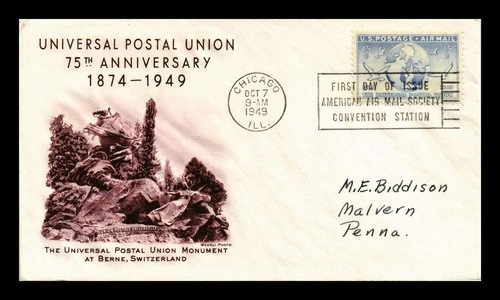 UNIVERSAL POSTAL UNION
75TH ANNIVERSARY
1874-1949
CHICAGO
OCT 7
9-AM
1949
ILL.
U.S. POSTAGE - AIR MAIL
FIRST DAY OF ISSUE
AMERICAN AIR MAIL SOCIETY
CONVENTION STATION
M.E. Biddison
Malvern
Penna.
THE UNIVERSAL POSTAL UNION MONUMENT
AT BERNE, SWITZERLAND